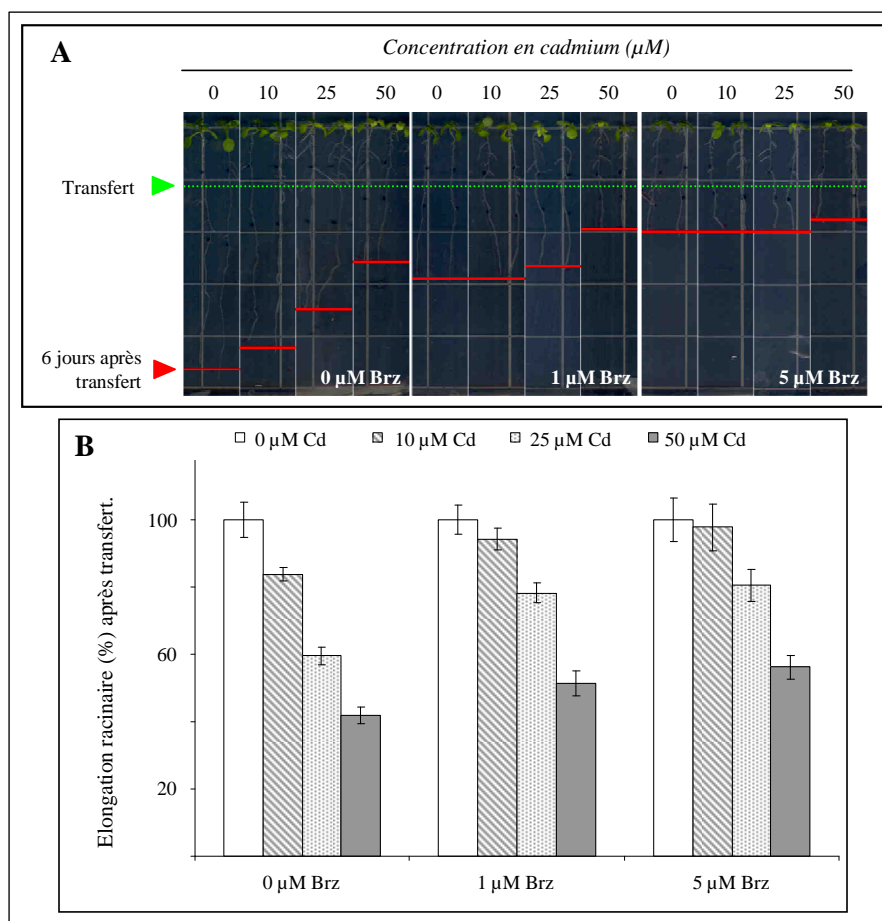 A
Concentration en cadmium (µM)
0 10 25 50 0 10 25 50 0 10 25 50
Transfert
6 jours après
transfert
0 µM Brz 1 µM Brz 5 µM Brz
B
0 µM Cd 10 µM Cd 25 µM Cd 50 µM Cd
Elongation racinaire (%) après transfert.
100
60
20
0 µM Brz 1 µM Brz 5 µM Brz